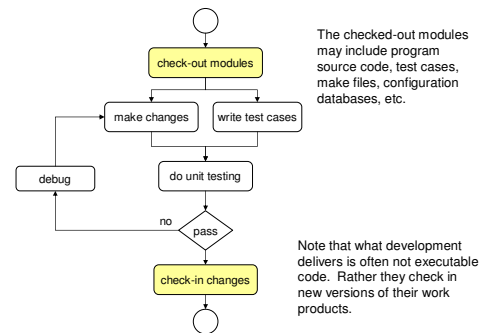 The checked-out modules
may include program
source code, test cases,
make files, configuration
databases, etc.
check-out modules
make changes
write test cases
debug
do unit testing
no
pass
check-in changes
Note that what development
delivers is often not executable
code. Rather they check in
new versions of their work
products.